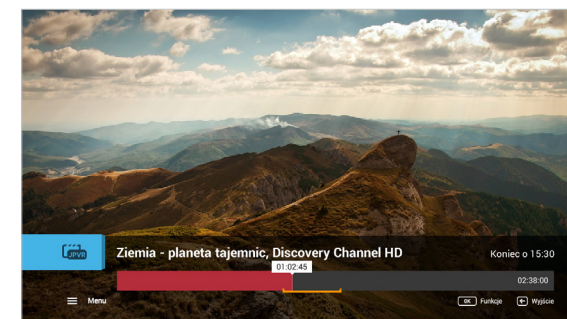 JPVR
Ziemia - planeta tajemnic, Discovery Channel HD
Koniec o 15:30
01:02:45
02:38:00
Menu
OK Funkcje
Wyjście